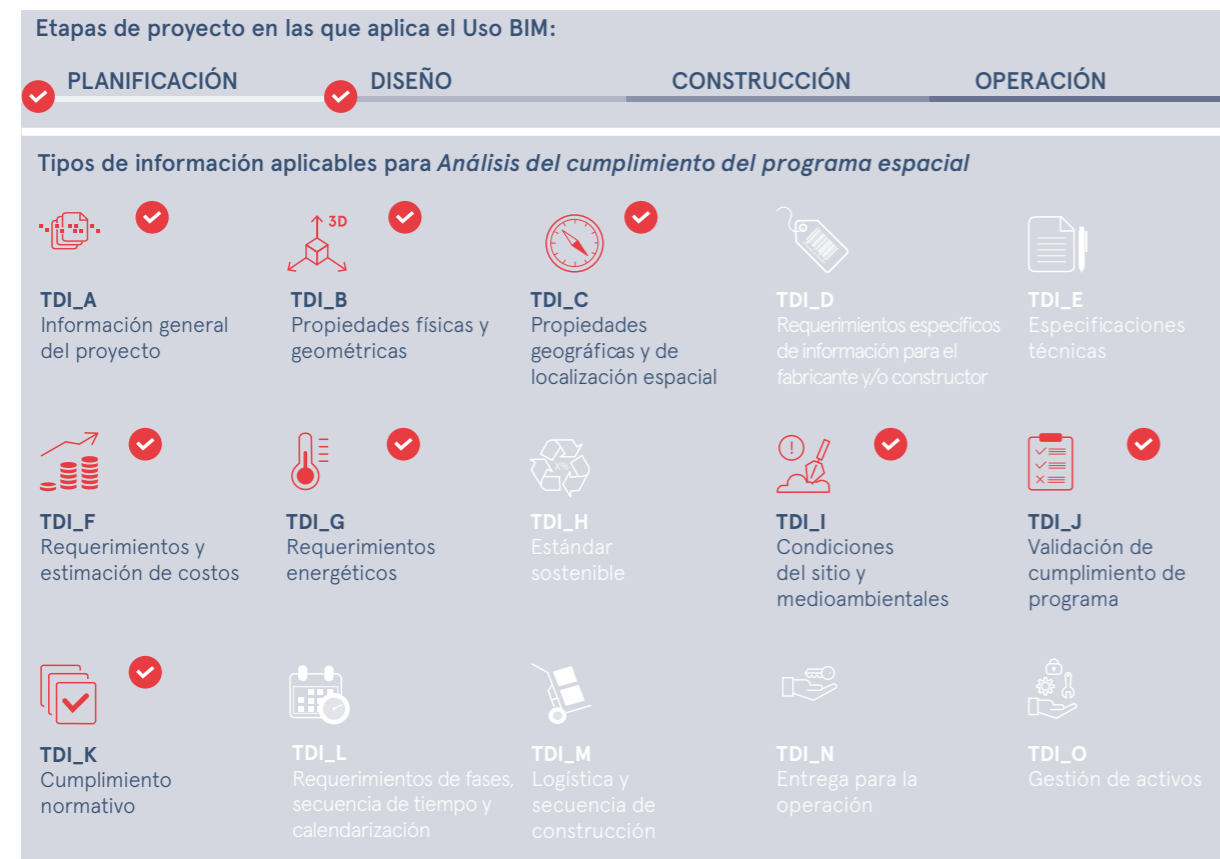 Etapas de proyecto en las que aplica el Uso BIM:
PLANIFICACIÓN
DISEÑO
CONSTRUCCIÓN
OPERACIÓN
Tipos de información aplicables para Análisis del cumplimiento del programa espacial
3D
TDI_A
Información general
del proyecto
TDI_B
Propiedades físicas y
geométricas
TDI_C
Propiedades
geográficas y de
localización espacial
TDI_D
Requerimientos específicos
de información para el
fabricante y/o constructor
TDI_E
Especificaciones
técnicas
TDI_F
Requerimientos y
estimación de costos
TDI_G
Requerimientos
energéticos
X%
TDI_H
Estándar
sostenible
TDI_I
Condiciones
del sitio y
medioambientales
TDI_J
Validación de
cumplimiento de
programa
TDI_K
Cumplimiento
normativo
TDI_L
Requerimientos de fases,
secuencia de tiempo y
calendarización
TDI_M
Logística y
secuencia de
construcción
TDI_N
Entrega para la
operación
TDI_O
Gestión de activos